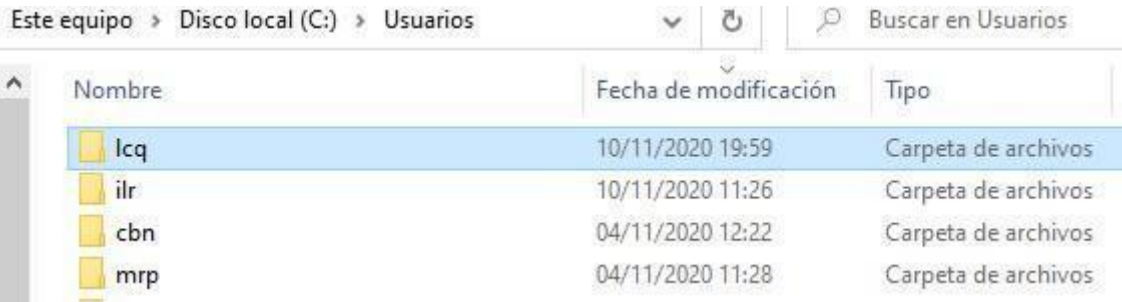 Este equipo > Disco local (C:) > Usuarios Buscar en Usuarios
Nombre Fecha de modificación Tipo
lcq 10/11/2020 19:59 Carpeta de archivos
ilr 10/11/2020 11:26 Carpeta de archivos
cbn 04/11/2020 12:22 Carpeta de archivos
mrp 04/11/2020 11:28 Carpeta de archivos